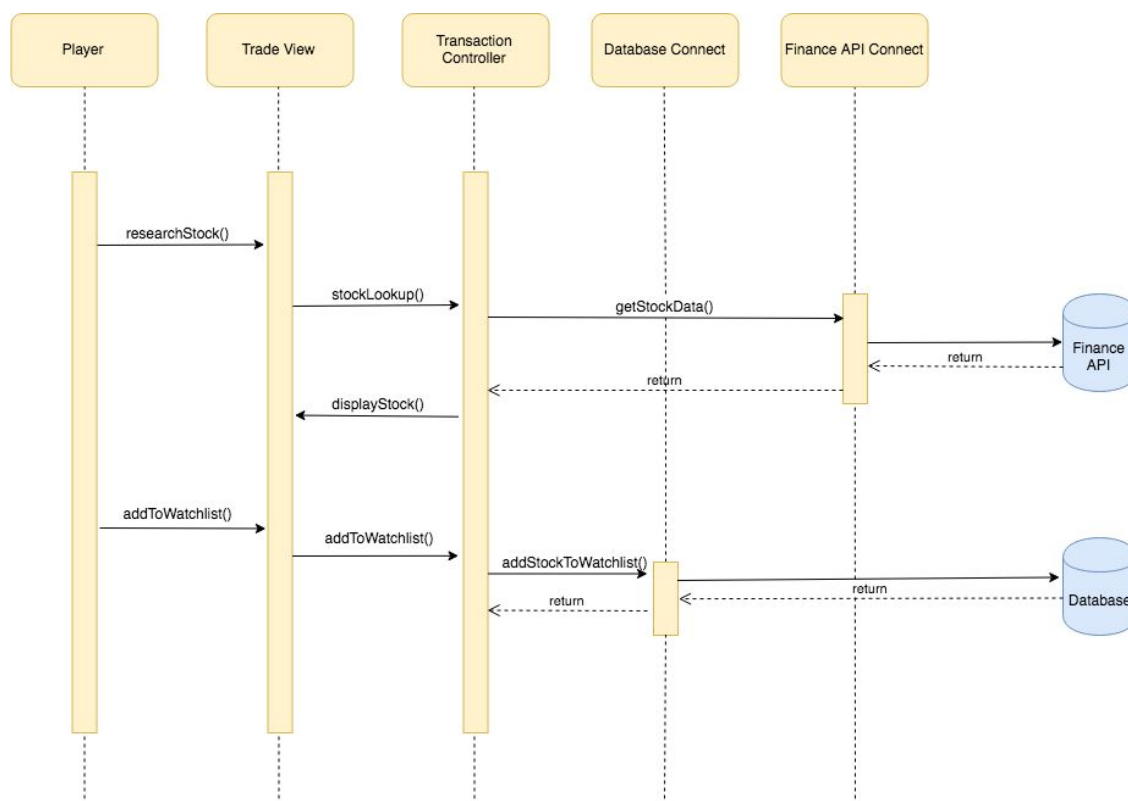 Player
Trade View
Transaction
Controller
Database Connect
Finance API Connect
researchStock()
stockLookup()
getStockData()
Finance
API
return
return
displayStock()
addToWatchlist()
addToWatchlist()
addStockToWatchlist()
return
Database
return